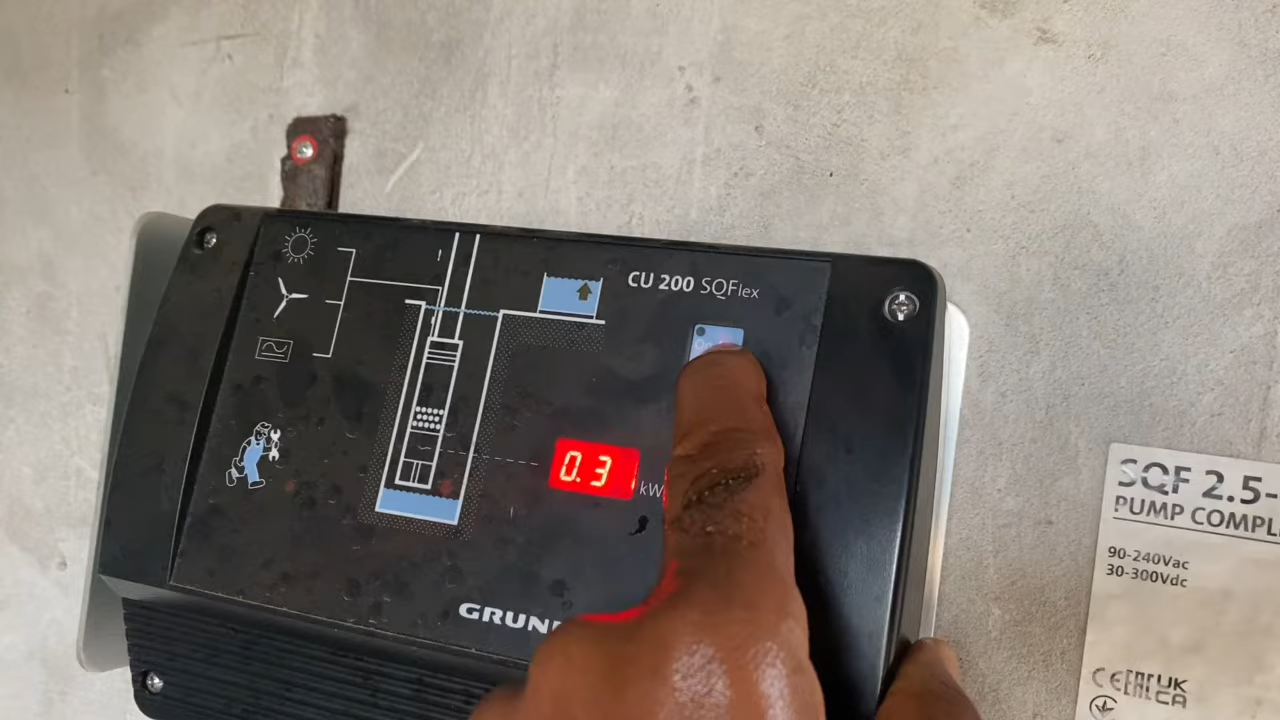 CU 200 SQFlex
0.3
kW
GRUN
SQF 2.5-
PUMP COMPL
90-240Vac
30-300Vdc
CE EAC UK
CA